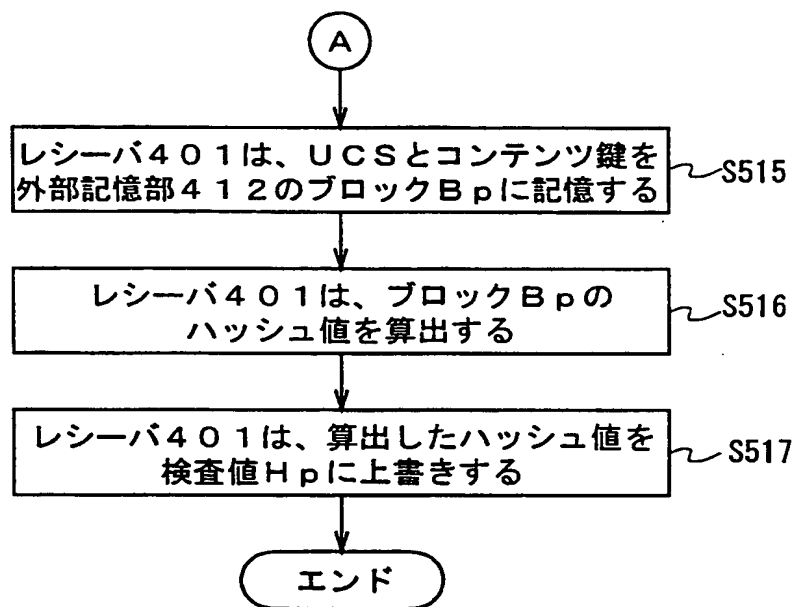 A
レシーバ401は、UCSとコンテンツ鍵を
外部記憶部412のブロックBpに記憶する
S515
レシーバ401は、ブロックBpの
ハッシュ値を算出する
S516
レシーバ401は、算出したハッシュ値を
検査値Hpに上書きする
S517
エンド